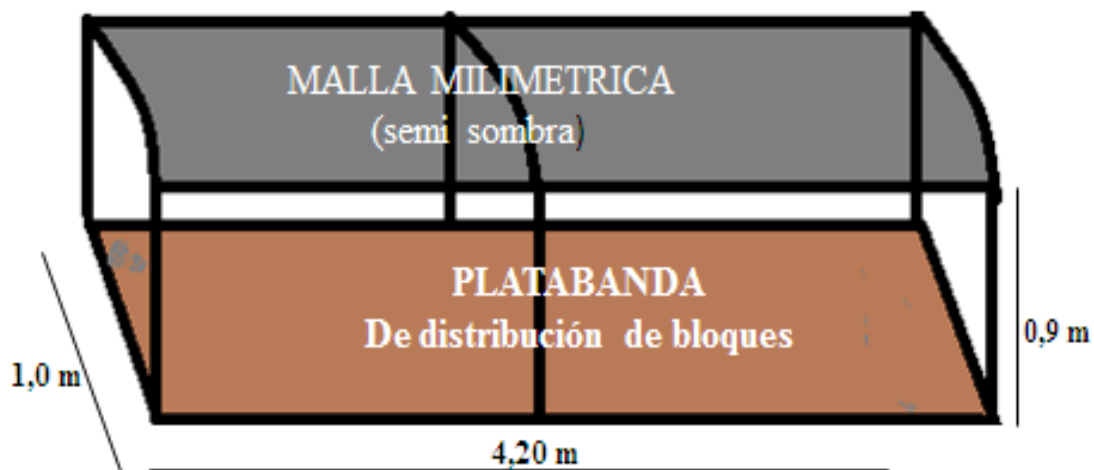 MALLA MILIMETRICA
(semi sombra)
PLATABANDA
De distribución de bloques
0,9 m
1,0 m
4,20 m